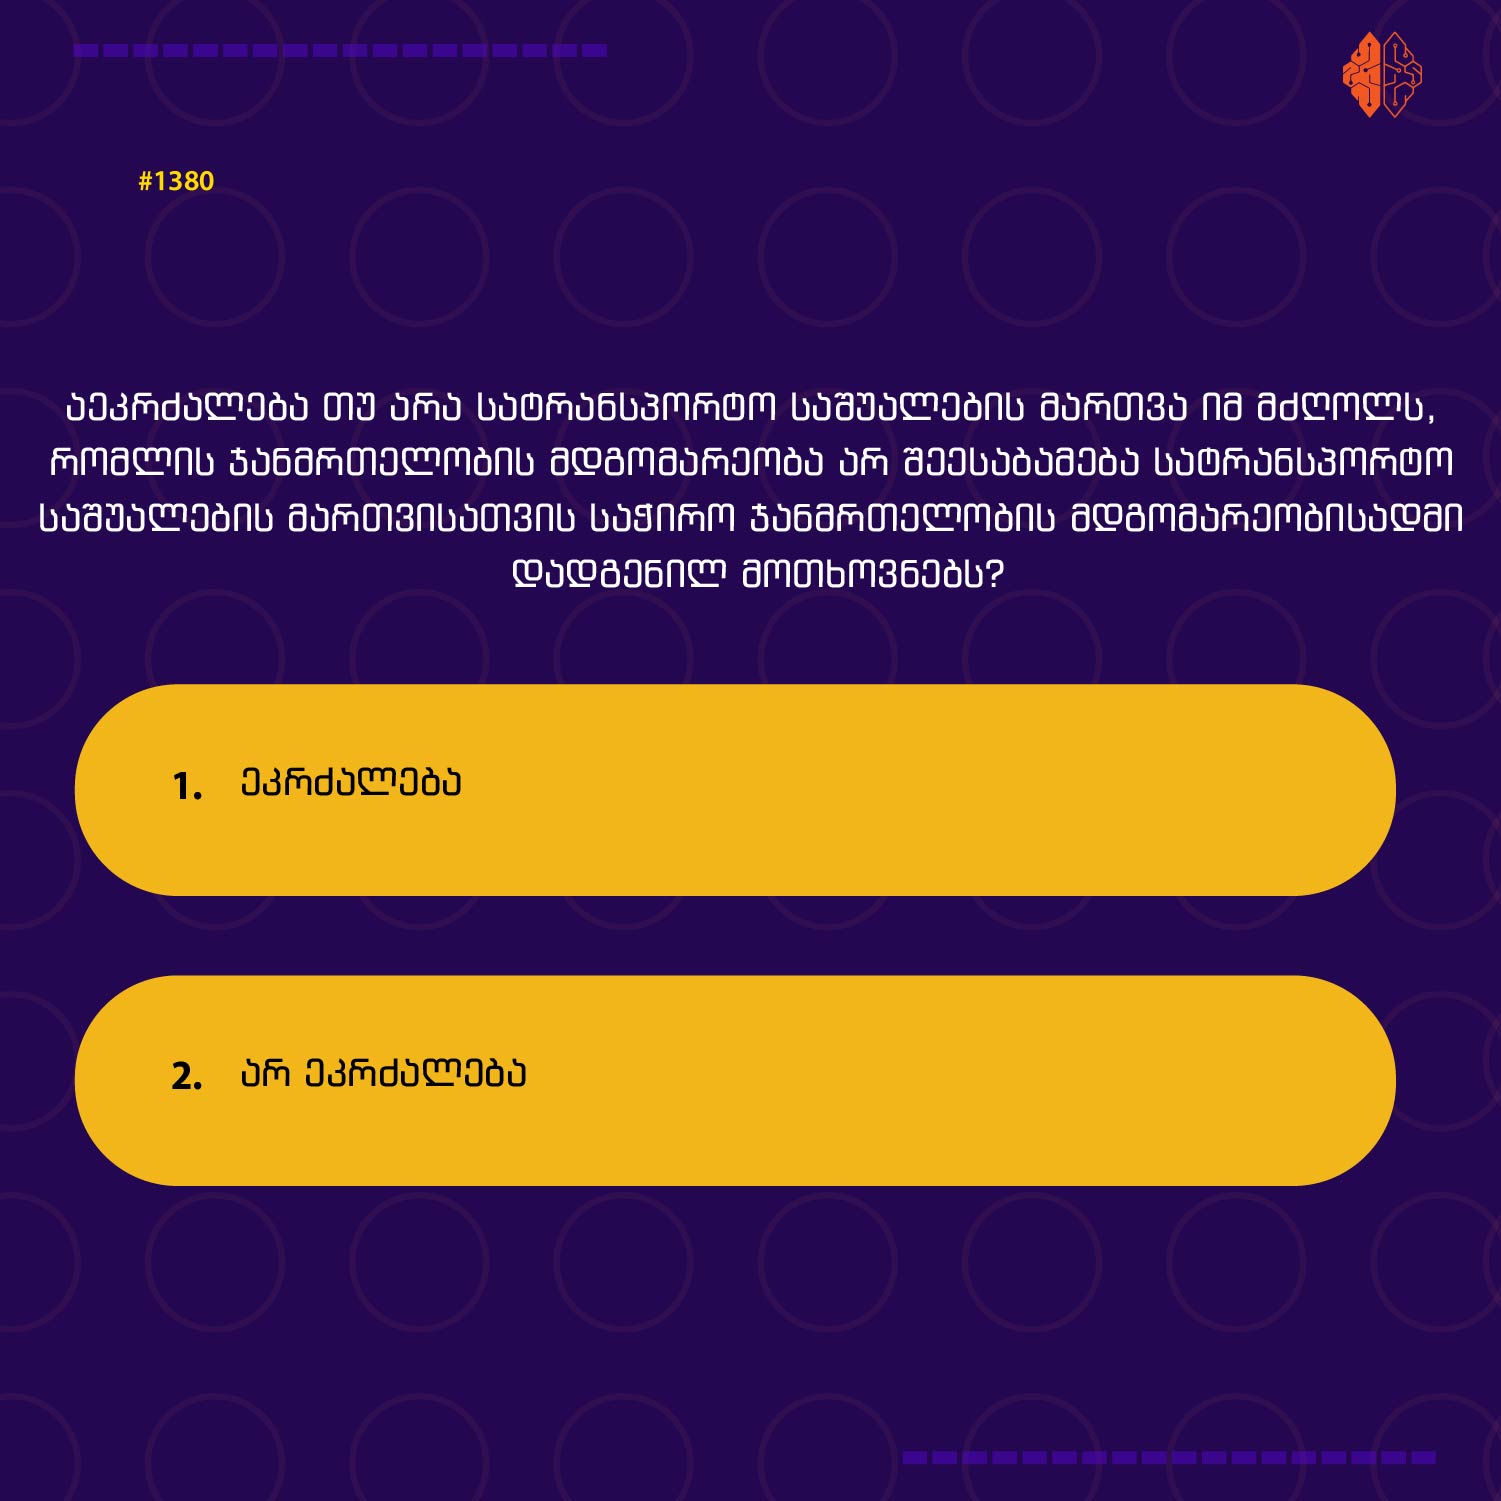 #1380
აეკრძალება თუ არა სატრანსპორტო საშუალების მართვა იმ მძღოლს,
რომლის ჯანმრთელობის მდგომარეობა არ შეესაბამება სატრანსპორტო
საშუალების მართვისათვის საჭირო ჯანმრთელობის მდგომარეობისადმი
დადგენილ მოთხოვნებს?
1. ეკრძალება
2. არ ეკრძალება